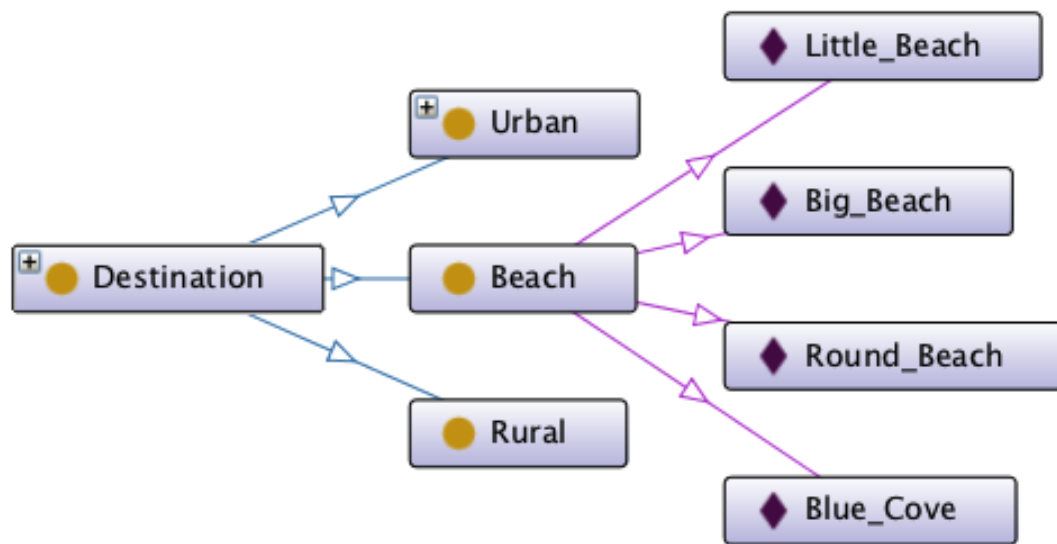 Little_Beach
Urban
Big_Beach
Destination
Beach
Round_Beach
Rural
Blue_Cove